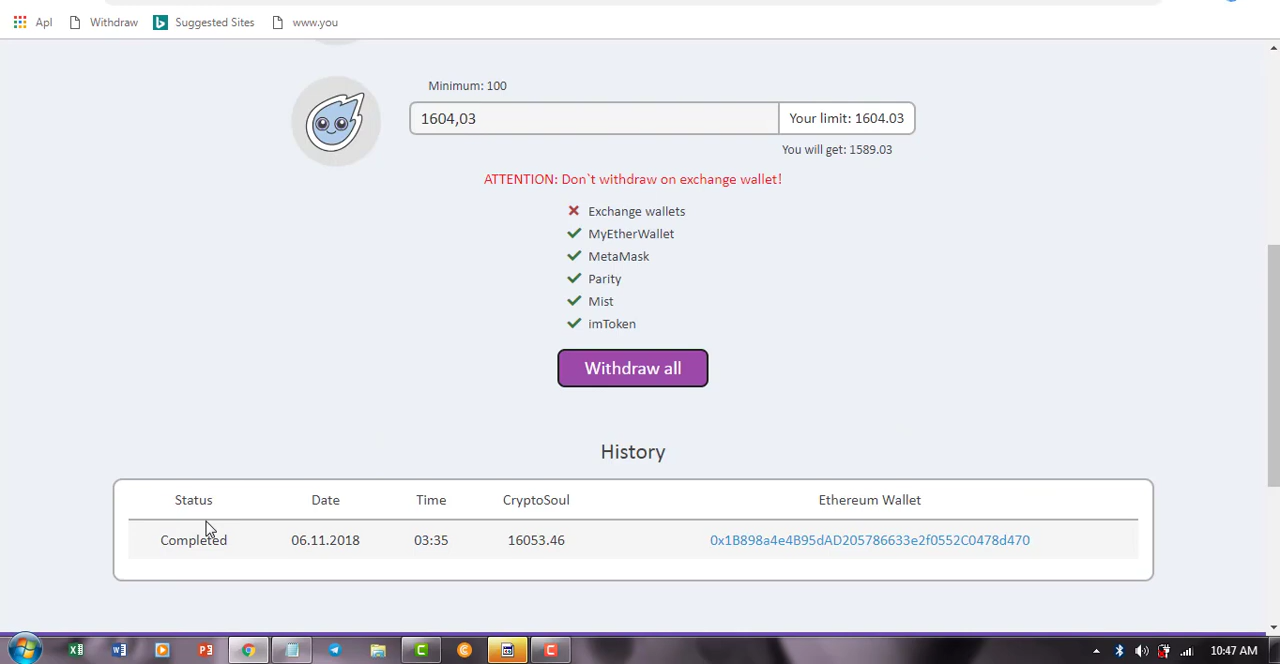 Apl Withdraw Suggested Sites www.you
Minimum: 100
1604,03 Your limit: 1604.03
You will get: 1589.03
ATTENTION: Don`t withdraw on exchange wallet!
Exchange wallets
MyEtherWallet
MetaMask
Parity
Mist
imToken
Withdraw all
History
Status Date Time CryptoSoul Ethereum Wallet
Completed 06.11.2018 03:35 16053.46 0x1B898a4e4B95dAD205786633e2f0552C0478d470
10:47 AM